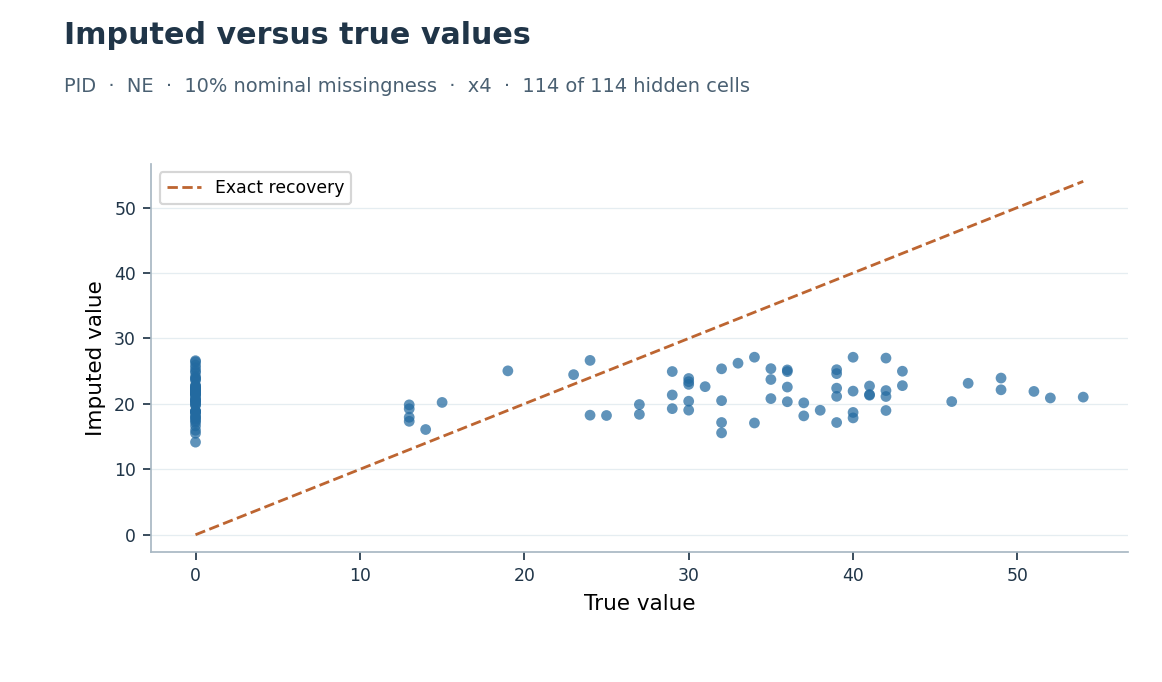 Imputed versus true values
PID · NE · 10% nominal missingness · x4 · 114 of 114 hidden cells
Exact recovery
50
40
30
20
10
0
Imputed value
0 10 20 30 40 50
True value